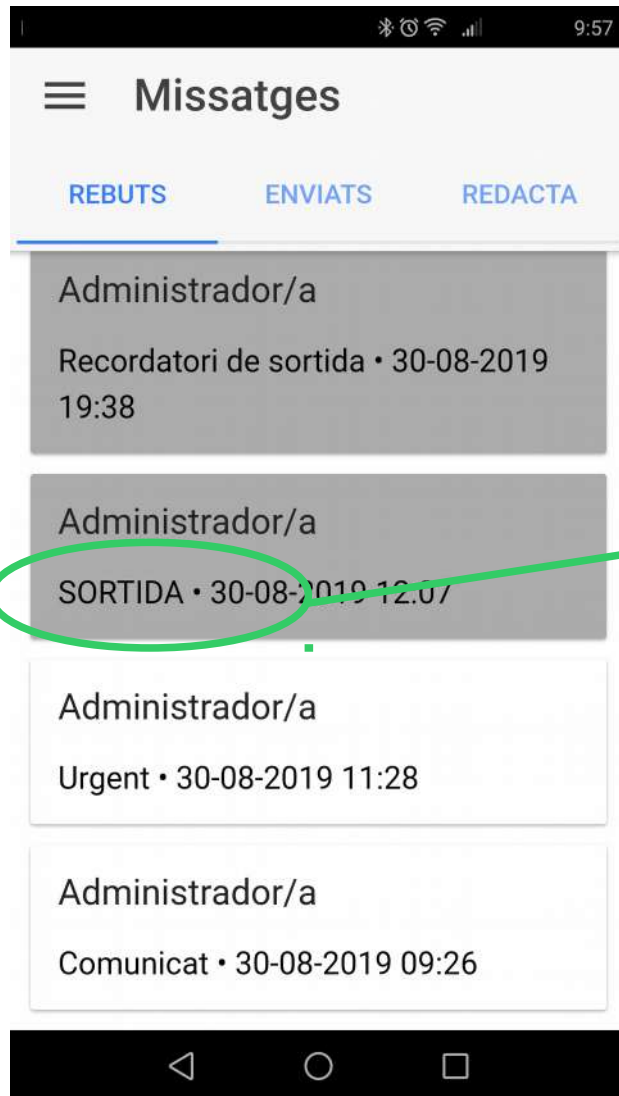 9:57
Missatges
REBUTS ENVIATS REDACTA
Administrador/a
Recordatori de sortida • 30-08-2019
19:38
Administrador/a
SORTIDA • 30-08-2019 12:07
Administrador/a
Urgent • 30-08-2019 11:28
Administrador/a
Comunicat • 30-08-2019 09:26